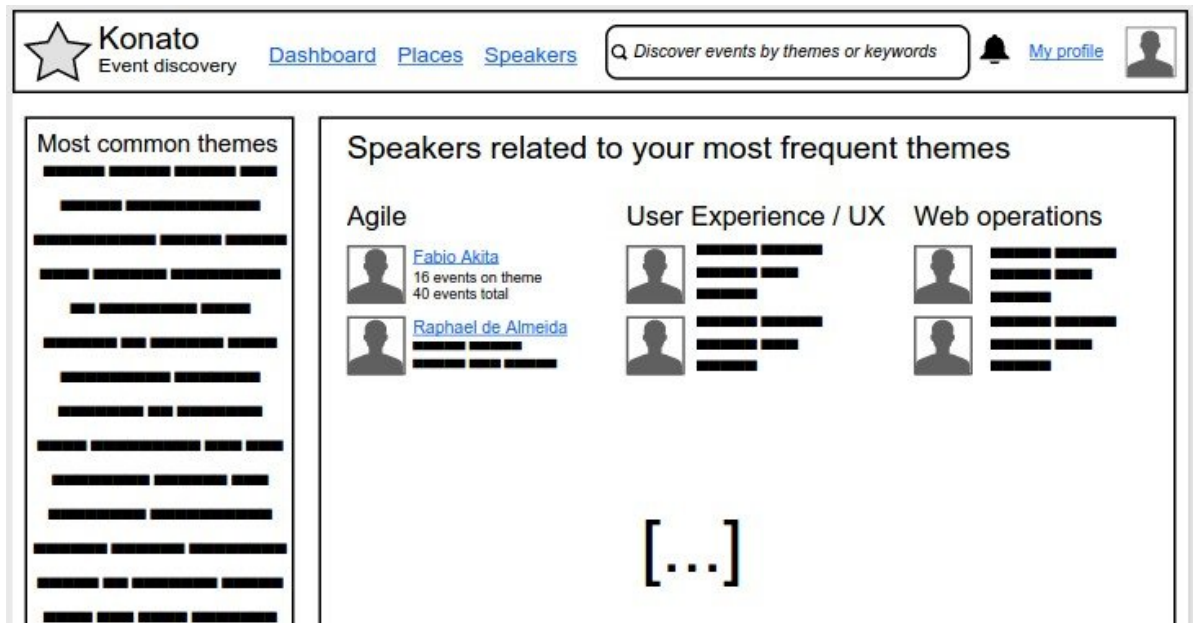 Konato
Event discovery
Dashboard Places Speakers
Discover events by themes or keywords
My profile
Most common themes
Speakers related to your most frequent themes
Agile
Fabio Akita
16 events on theme
40 events total
Raphael de Almeida
User Experience / UX
Web operations
[...]